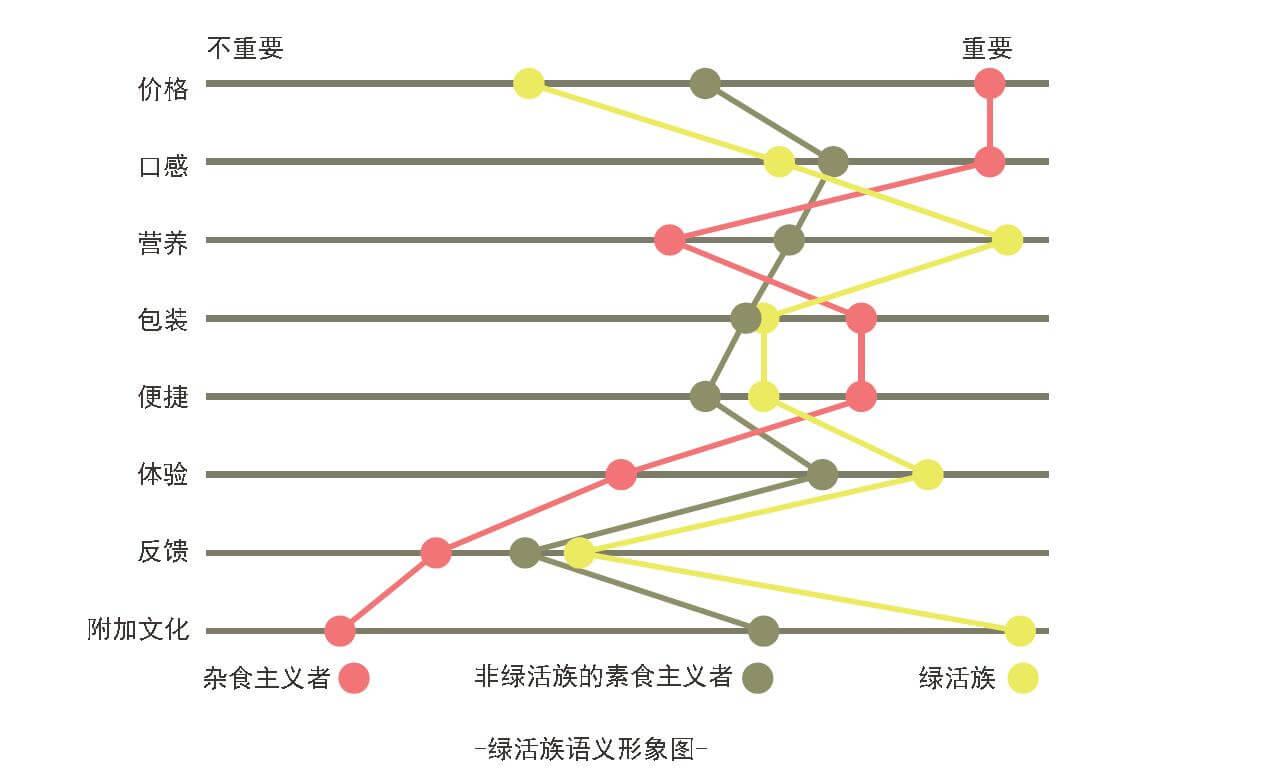 不重要 重要
价格
口感
营养
包装
便捷
体验
反馈
附加文化
杂食主义者 非绿活族的素食主义者 绿活族
-绿活族语义形象图-